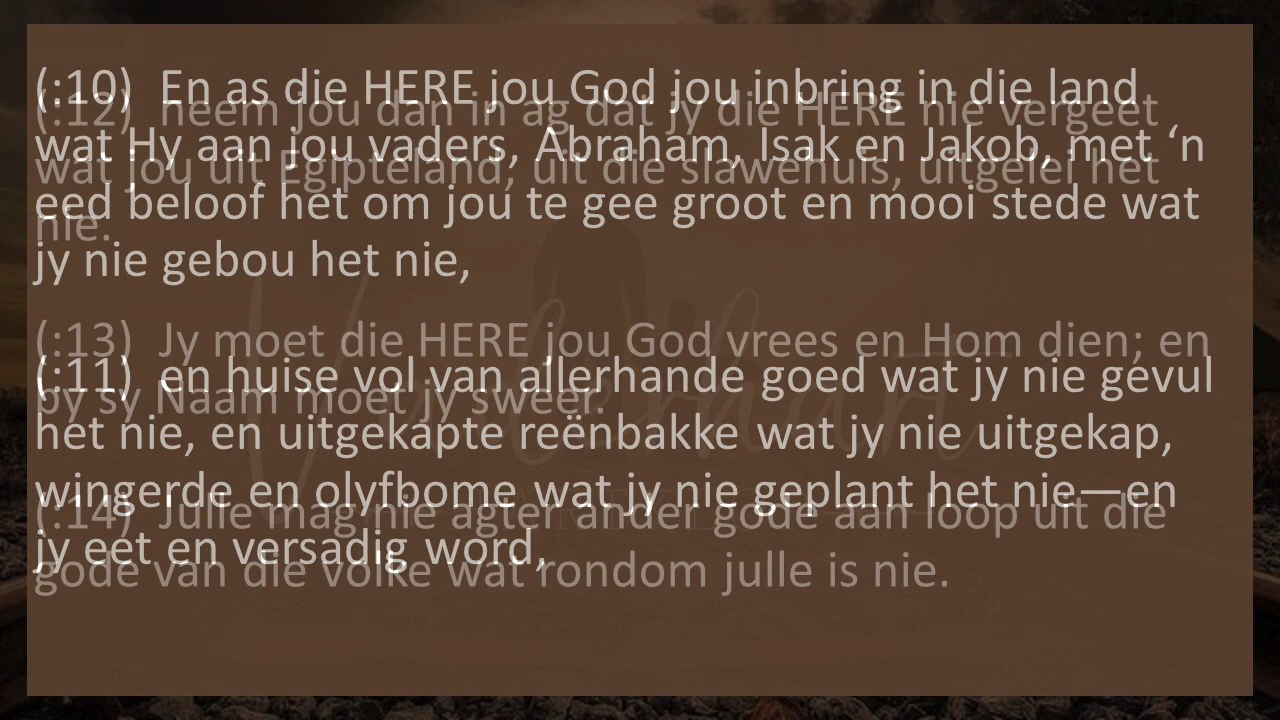 (:10)  En as die HERE jou God jou inbring in die land
wat Hy aan jou vaders, Abraham, Isak en Jakob, met ‘n
eed beloof het om jou te gee groot en mooi stede wat
jy nie gebou het nie,
(:11)  en huise vol van allerhande goed wat jy nie gevul
het nie, en uitgekapte reënbakke wat jy nie uitgekap,
wingerde en olyfbome wat jy nie geplant het nie—en
jy eet en versadig word,
(:12)  neem jou dan in ag dat jy die HERE nie vergeet
wat jou uit Egipteland, uit die slawehuis, uitgelei het
nie.
(:13)  Jy moet die HERE jou God vrees en Hom dien; en
by sy Naam moet jy sweer.
(:14)  Julle mag nie agter ander gode aan loop uit die
gode van die volke wat rondom julle is nie.